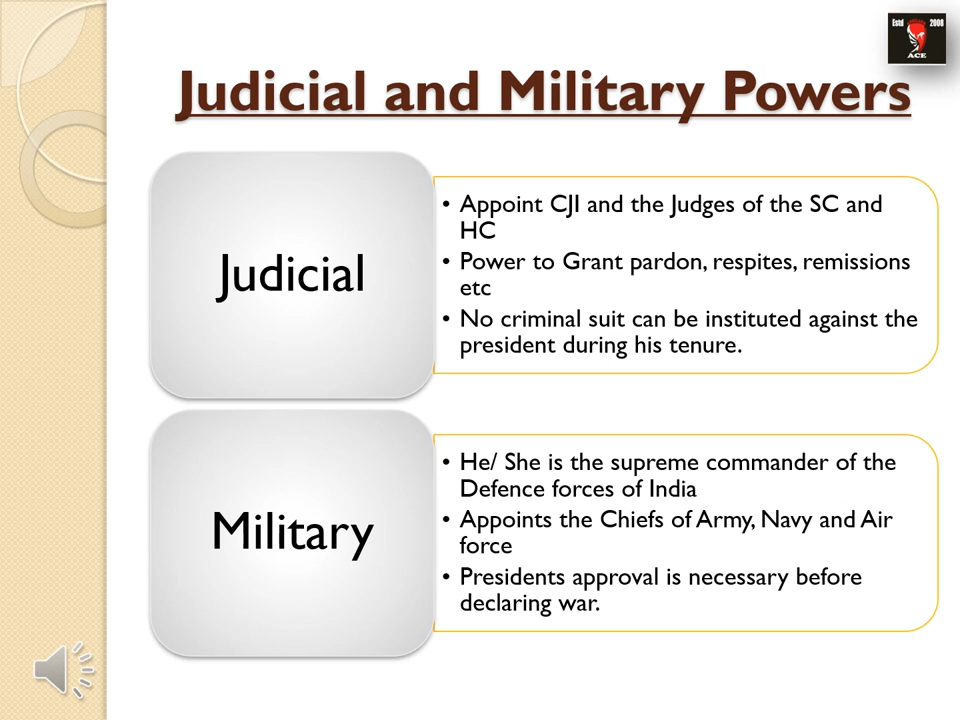 Estd 2008
ACE
Judicial and Military Powers
Judicial
• Appoint CJI and the Judges of the SC and
HC
• Power to Grant pardon, respites, remissions
etc
• No criminal suit can be instituted against the
president during his tenure.
Military
• He/ She is the supreme commander of the
Defence forces of India
• Appoints the Chiefs of Army, Navy and Air
force
• Presidents approval is necessary before
declaring war.